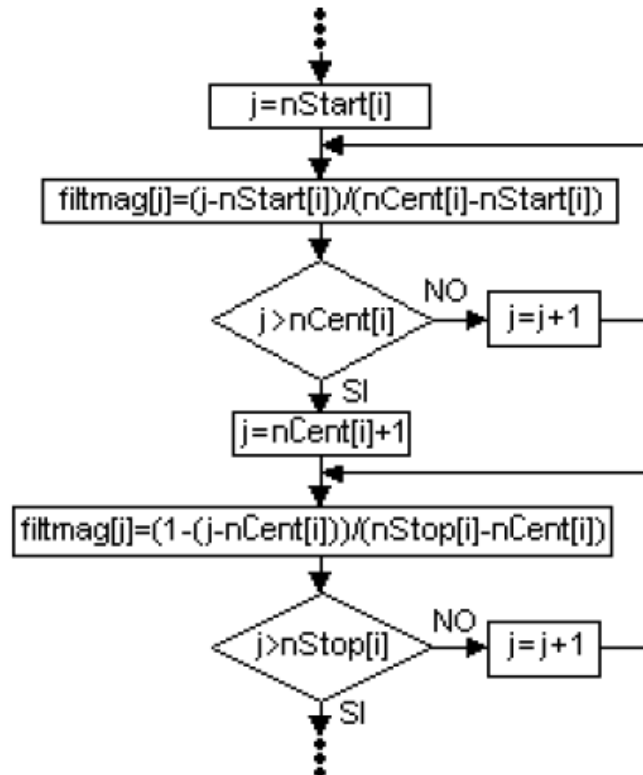 j=nStart[i]
filtmag[j]=(j-nStart[i])/(nCent[i]-nStart[i])
j>nCent[i]
NO
j=j+1
SI
j=nCent[i]+1
filtmag[j]=(1-(j-nCent[i]))/(nStop[i]-nCent[i])
j>nStop[i]
NO
j=j+1
SI